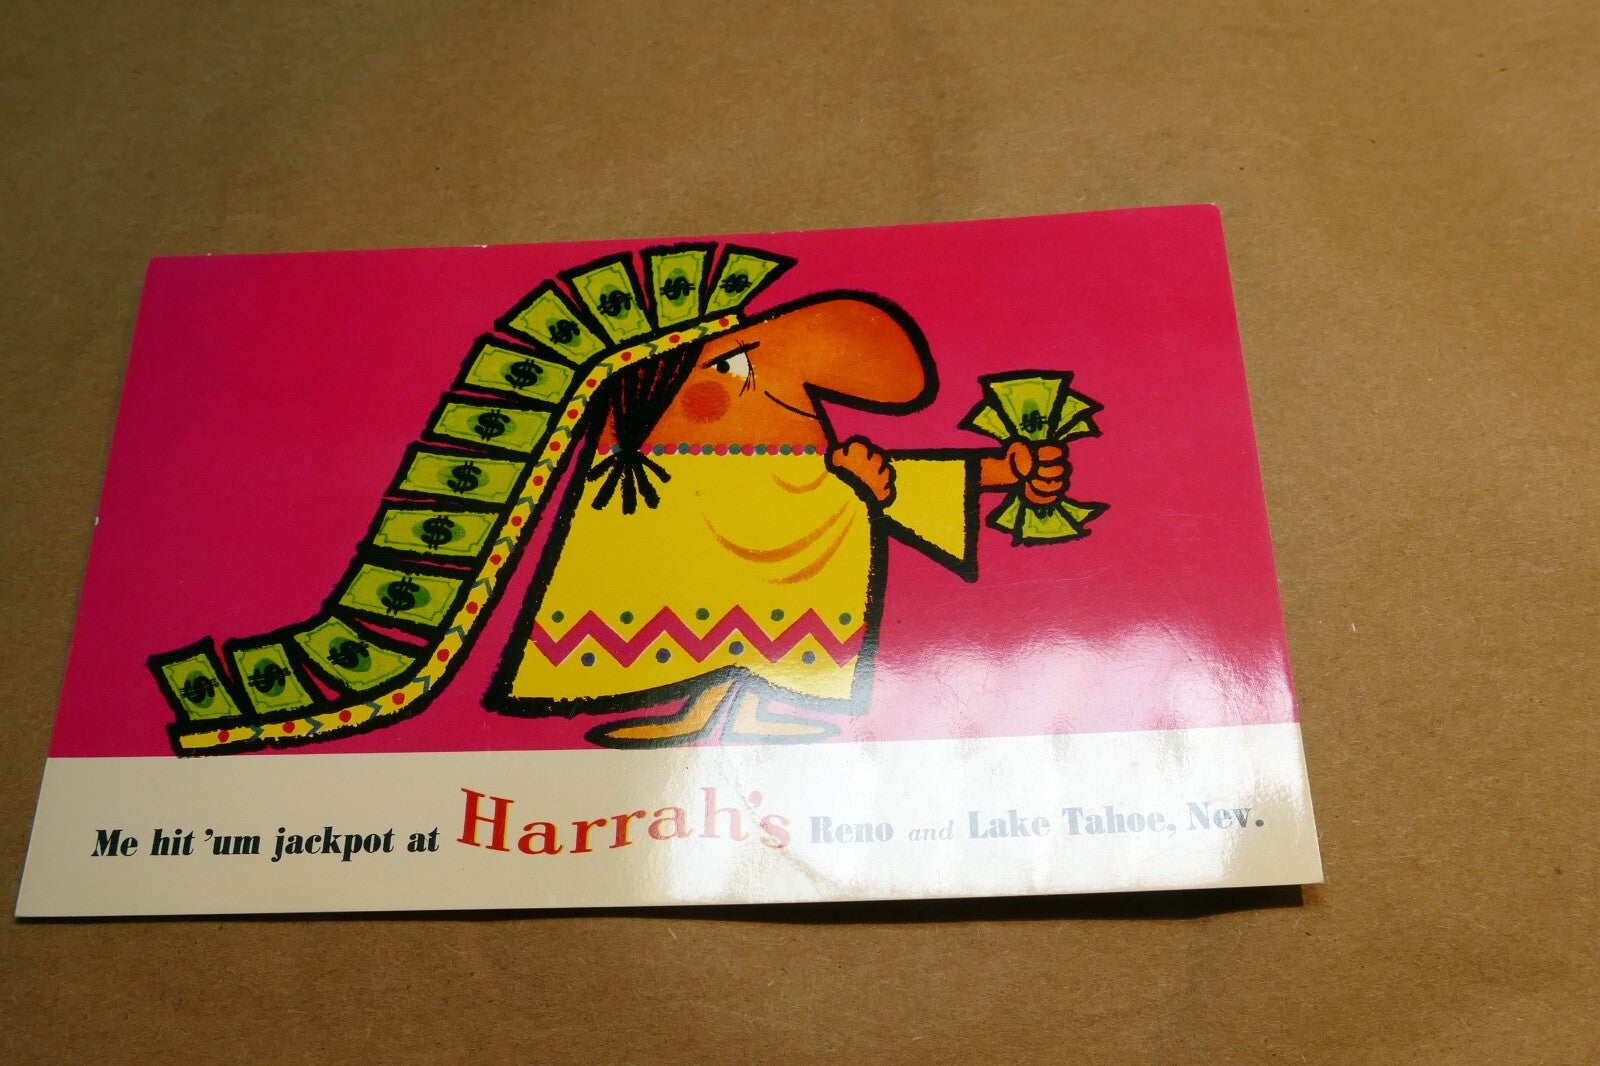 Me hit ’um jackpot at Harrah's Reno and Lake Tahoe, Nev.